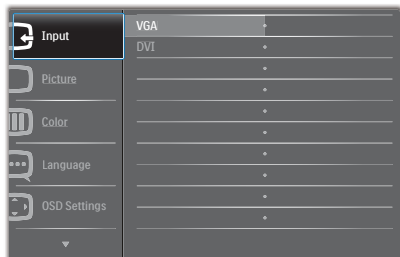 Input
Picture
Color
Language
OSD Settings
VGA
DVI